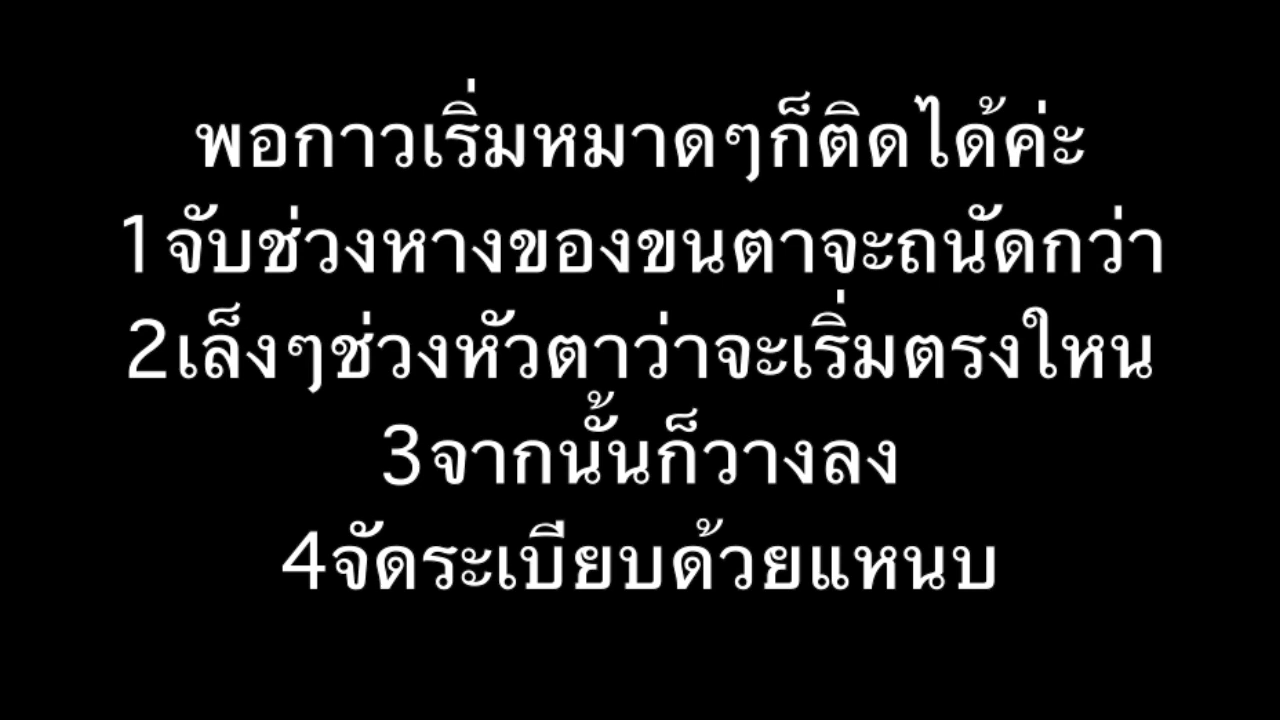 พอกาวเริ่มหมาดๆก็ติดได้ค่ะ
1จับช่วงหางของขนตาจะถนัดกว่า
2เล็งๆช่วงหัวตาว่าจะเริ่มตรงใหน
3จากนั้นก็วางลง
4จัดระเบียบด้วยแหนบ